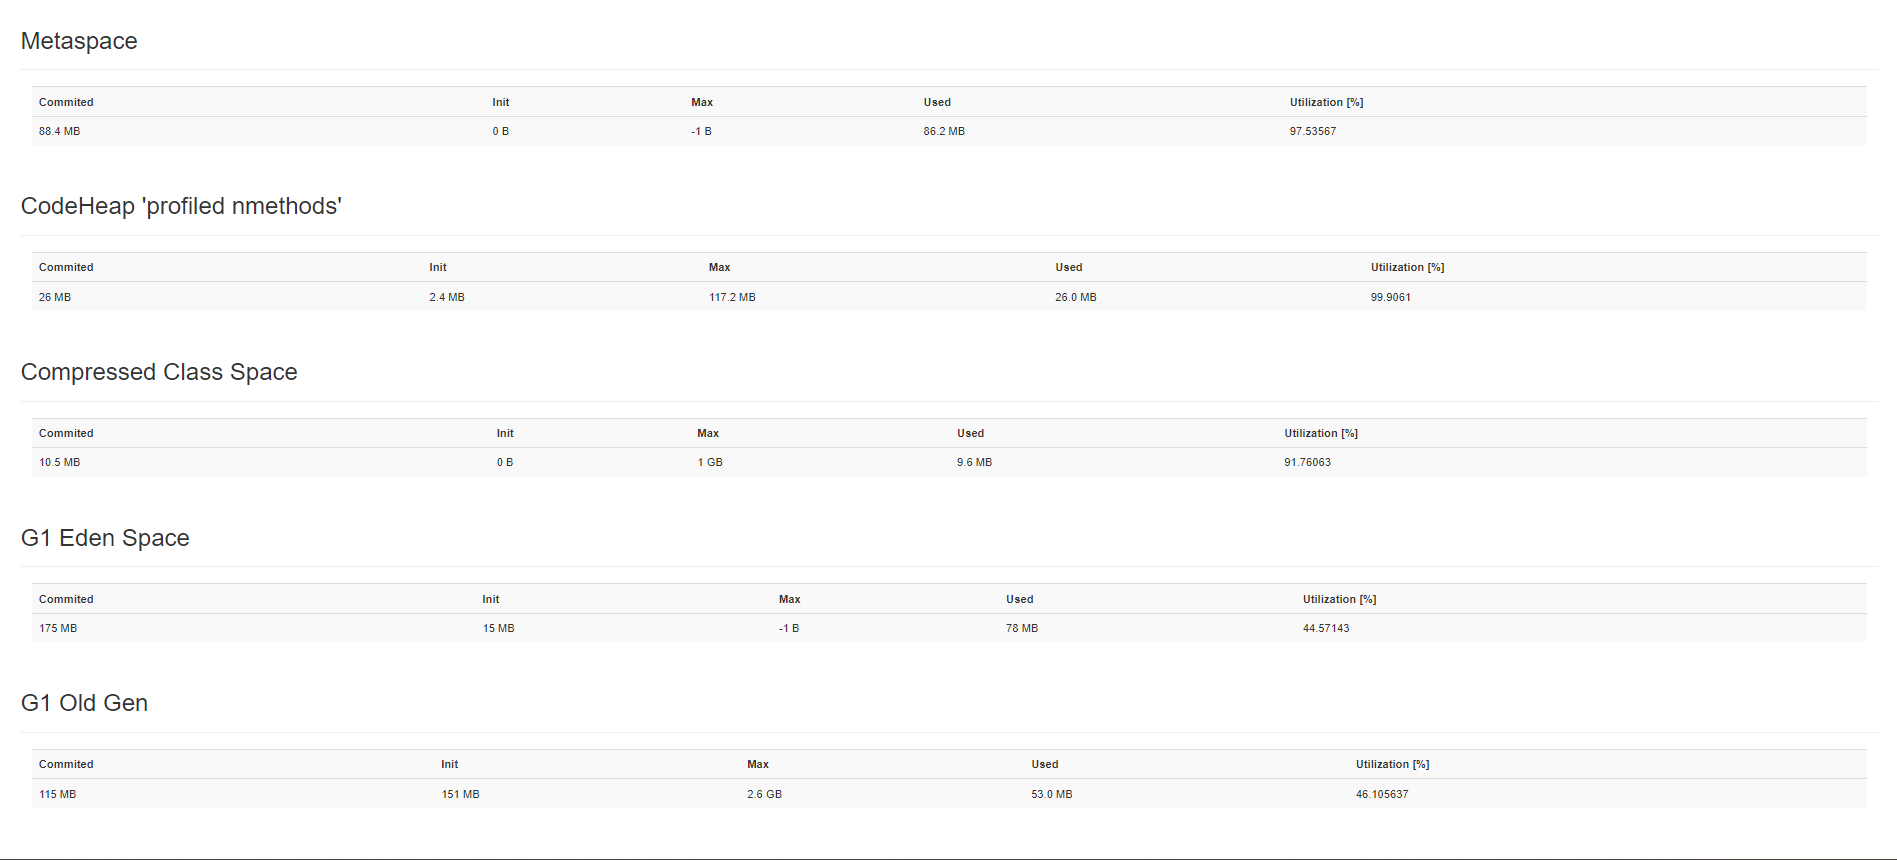 Metaspace
Commited Init Max Used Utilization [%]
88.4 MB 0 B -1 B 86.2 MB 97.53567
CodeHeap 'profiled nmethods'
Commited Init Max Used Utilization [%]
26 MB 2.4 MB 117.2 MB 26.0 MB 99.9061
Compressed Class Space
Commited Init Max Used Utilization [%]
10.5 MB 0 B 1 GB 9.6 MB 91.76063
G1 Eden Space
Commited Init Max Used Utilization [%]
175 MB 15 MB -1 B 78 MB 44.57143
G1 Old Gen
Commited Init Max Used Utilization [%]
115 MB 151 MB 2.6 GB 53.0 MB 46.105637